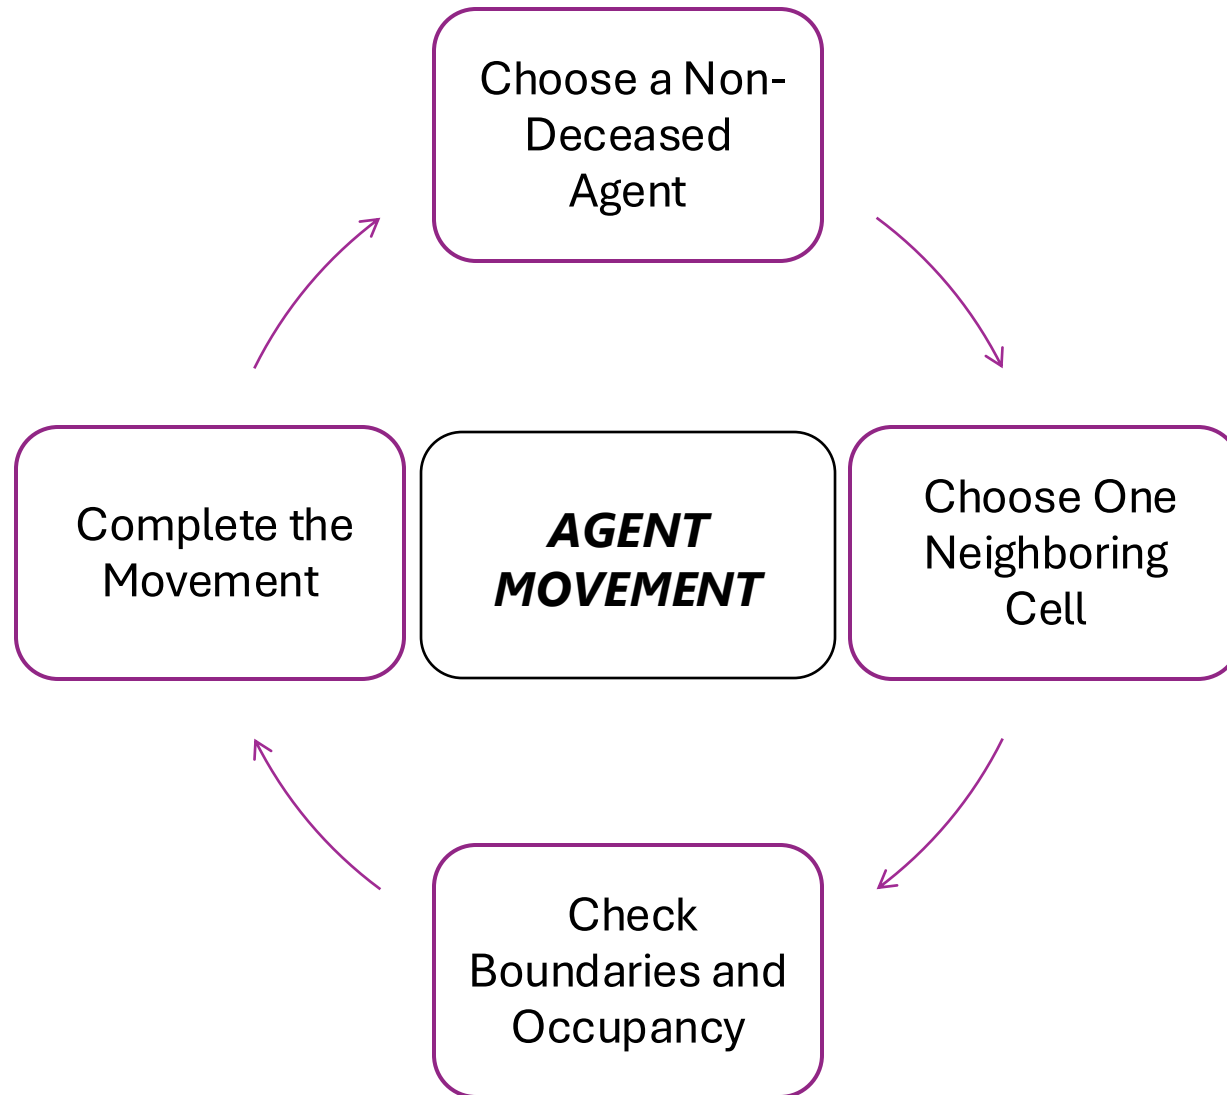 Choose a Non-
Deceased
Agent
Complete the
Movement
AGENT
MOVEMENT
Choose One
Neighboring
Cell
Check
Boundaries and
Occupancy